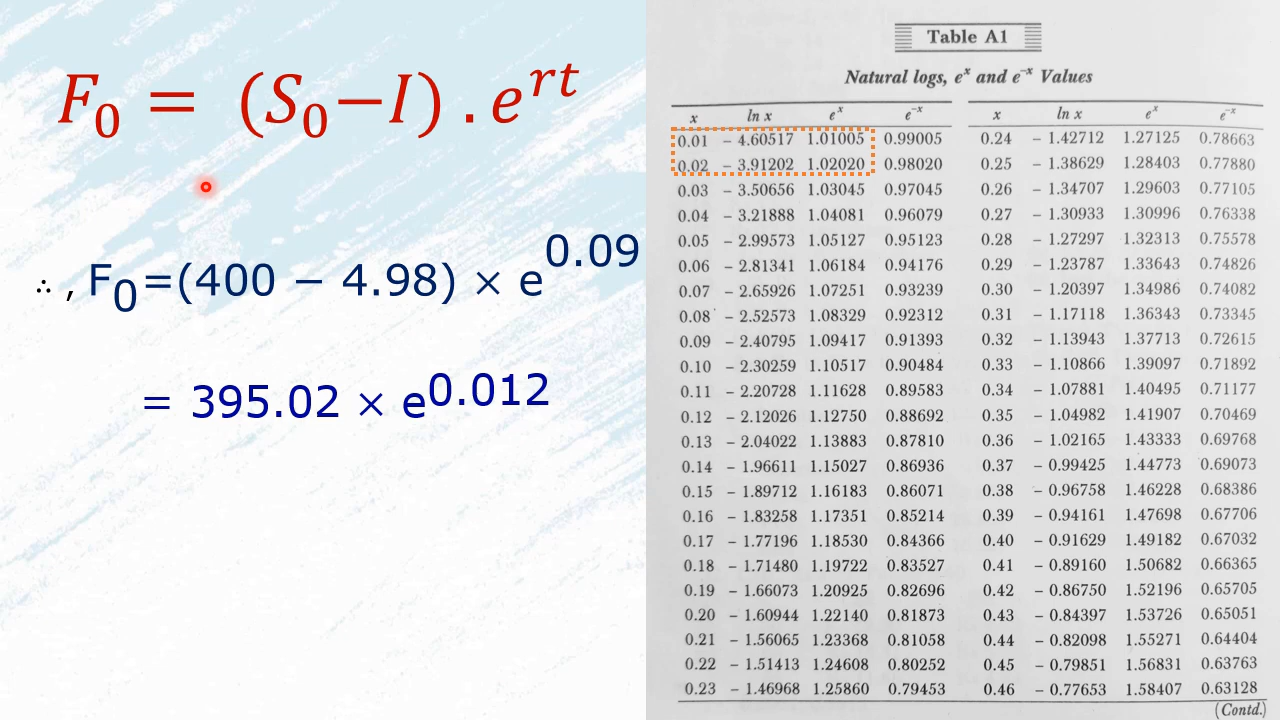 F₀ = (S₀−I) . e^rt
∴ , F₀=(400 − 4.98) × e^0.09
= 395.02 × e^0.012
Table A1
Natural logs, e^x and e^−x Values
x ln x e^x e^−x x ln x e^x e^−x
0.01 − 4.60517 1.01005 0.99005 0.24 − 1.42712 1.27125 0.78663
0.02 − 3.91202 1.02020 0.98020 0.25 − 1.38629 1.28403 0.77880
0.03 − 3.50656 1.03045 0.97045 0.26 − 1.34707 1.29603 0.77105
0.04 − 3.21888 1.04081 0.96079 0.27 − 1.30933 1.30996 0.76338
0.05 − 2.99573 1.05127 0.95123 0.28 − 1.27297 1.32313 0.75578
0.06 − 2.81341 1.06184 0.94176 0.29 − 1.23787 1.33643 0.74826
0.07 − 2.65926 1.07251 0.93239 0.30 − 1.20397 1.34986 0.74082
0.08 − 2.52573 1.08329 0.92312 0.31 − 1.17118 1.36343 0.73345
0.09 − 2.40795 1.09417 0.91393 0.32 − 1.13943 1.37713 0.72615
0.10 − 2.30259 1.10517 0.90484 0.33 − 1.10866 1.39097 0.71892
0.11 − 2.20728 1.11628 0.89583 0.34 − 1.07881 1.40495 0.71177
0.12 − 2.12026 1.12750 0.88692 0.35 − 1.04982 1.41907 0.70469
0.13 − 2.04022 1.13883 0.87810 0.36 − 1.02165 1.43333 0.69768
0.14 − 1.96611 1.15027 0.86936 0.37 − 0.99425 1.44773 0.69073
0.15 − 1.89712 1.16183 0.86071 0.38 − 0.96758 1.46228 0.68386
0.16 − 1.83258 1.17351 0.85214 0.39 − 0.94161 1.47698 0.67706
0.17 − 1.77196 1.18530 0.84366 0.40 − 0.91629 1.49182 0.67032
0.18 − 1.71480 1.19722 0.83527 0.41 − 0.89160 1.50682 0.66365
0.19 − 1.66073 1.20925 0.82696 0.42 − 0.86750 1.52196 0.65705
0.20 − 1.60944 1.22140 0.81873 0.43 − 0.84397 1.53726 0.65051
0.21 − 1.56065 1.23368 0.81058 0.44 − 0.82098 1.55271 0.64404
0.22 − 1.51413 1.24608 0.80252 0.45 − 0.79851 1.56831 0.63763
0.23 − 1.46968 1.25860 0.79453 0.46 − 0.77653 1.58407 0.63128
(Contd.)